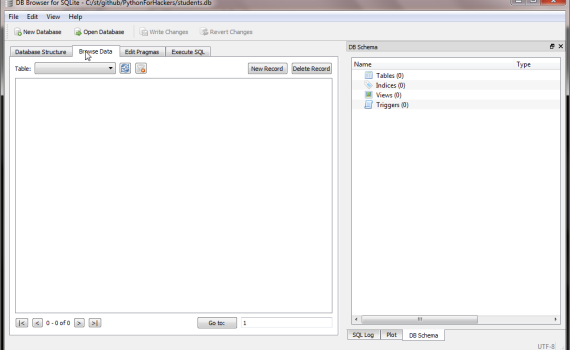 DB Browser for SQLite - C:/st/github/PythonForHackers/students.db
File Edit View Help
New Database Open Database Write Changes Revert Changes
Database Structure Browse Data Edit Pragmas Execute SQL
Table: New Record Delete Record
|< < 0 - 0 of 0 > >| Go to: 1
DB Schema
Name Type
Tables (0)
Indices (0)
Views (0)
Triggers (0)
SQL Log Plot DB Schema
UTF-8